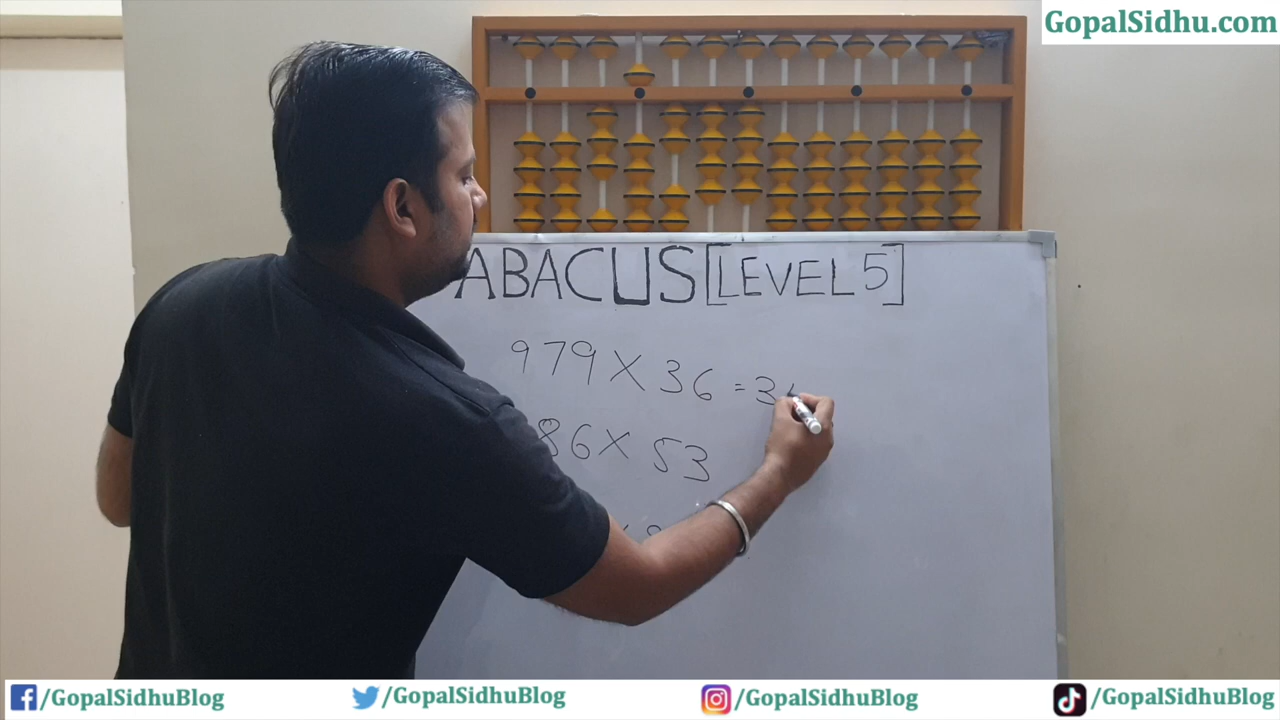 GopalSidhu.com
ABACUS [LEVEL 5]
979 X 36 = 3
86 X 53
/GopalSidhuBlog /GopalSidhuBlog /GopalSidhuBlog /GopalSidhuBlog